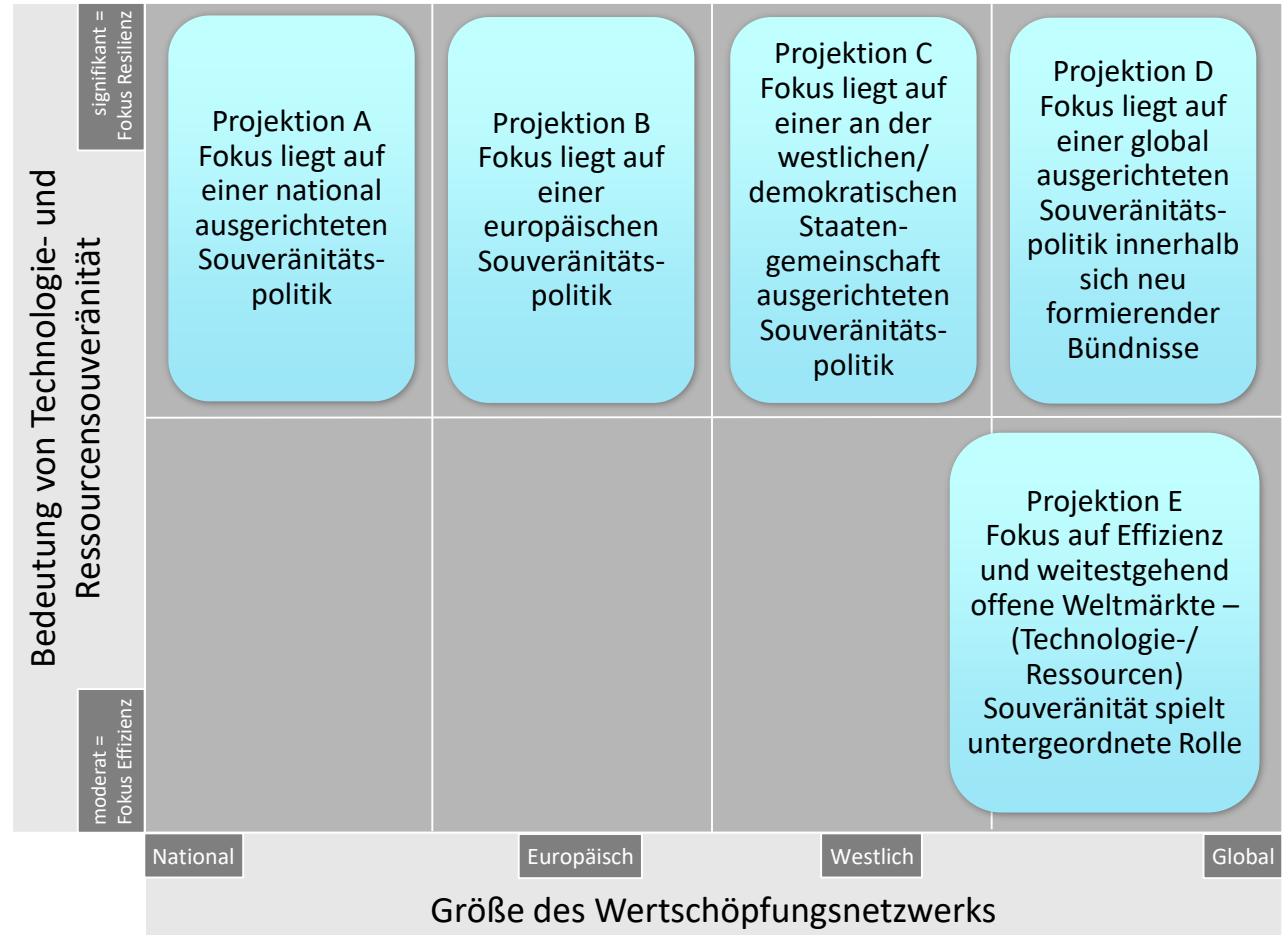 Bedeutung von Technologie- und
Ressourcensouveränität
signifikant =
Fokus Resilienz
moderat =
Fokus Effizienz
Projektion A
Fokus liegt auf
einer national
ausgerichteten
Souveränitäts-
politik
Projektion B
Fokus liegt auf
einer
europäischen
Souveränitäts-
politik
Projektion C
Fokus liegt auf
einer an der
westlichen/
demokratischen
Staaten-
gemeinschaft
ausgerichteten
Souveränitäts-
politik
Projektion D
Fokus liegt auf
einer global
ausgerichteten
Souveränitäts-
politik innerhalb
sich neu
formierender
Bündnisse
Projektion E
Fokus auf Effizienz
und weitestgehend
offene Weltmärkte –
(Technologie-/
Ressourcen)
Souveränität spielt
untergeordnete Rolle
National
Europäisch
Westlich
Global
Größe des Wertschöpfungsnetzwerks